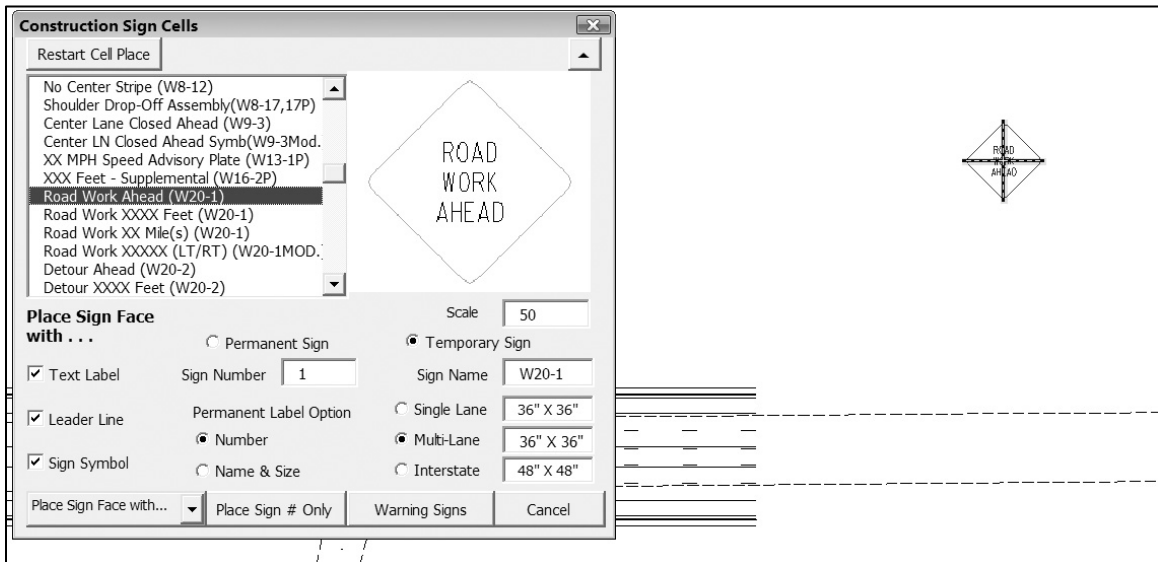 Construction Sign Cells
Restart Cell Place
No Center Stripe (W8-12)
Shoulder Drop-Off Assembly(W8-17,17P)
Center Lane Closed Ahead (W9-3)
Center LN Closed Ahead Symb(W9-3Mod.
XX MPH Speed Advisory Plate (W13-1P)
XXX Feet - Supplemental (W16-2P)
Road Work Ahead (W20-1)
Road Work XXXX Feet (W20-1)
Road Work XX Mile(s) (W20-1)
Road Work XXXXX (LT/RT) (W20-1MOD.)
Detour Ahead (W20-2)
Detour XXXX Feet (W20-2)
ROAD
WORK
AHEAD
Place Sign Face
with . . .
Scale 50
Permanent Sign
Temporary Sign
Text Label
Sign Number 1
Sign Name W20-1
Leader Line
Permanent Label Option
Single Lane 36" X 36"
Number
Multi-Lane 36" X 36"
Sign Symbol
Name & Size
Interstate 48" X 48"
Place Sign Face with...
Place Sign # Only
Warning Signs
Cancel
ROAD
WORK
AHEAD